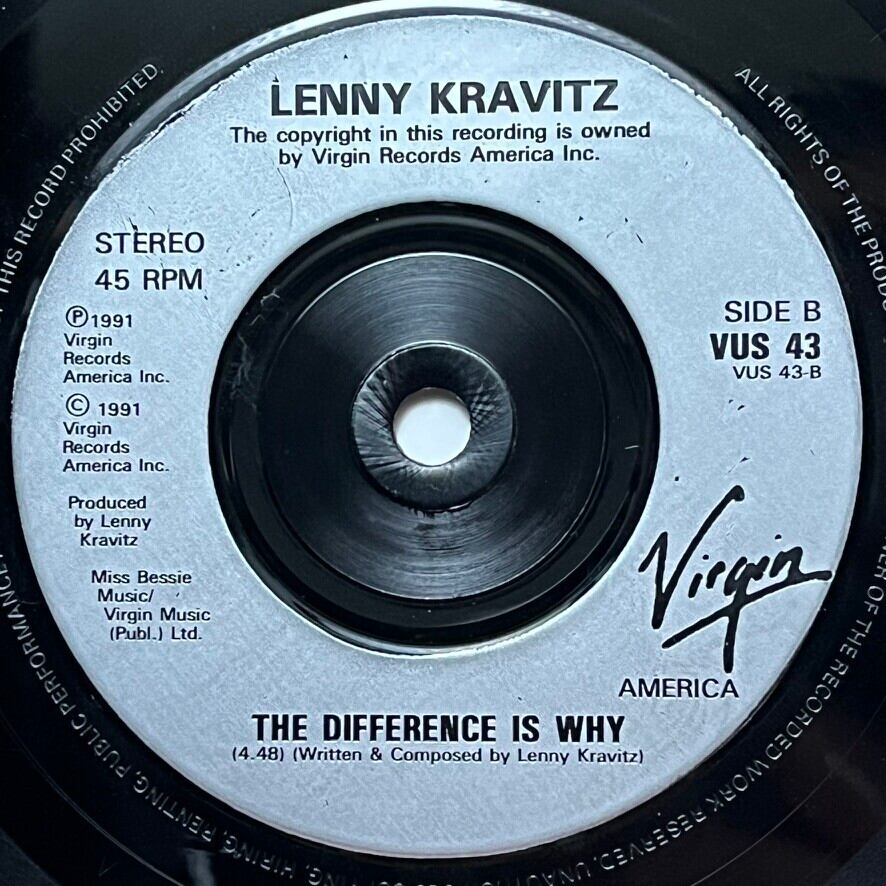 LENNY KRAVITZ
The copyright in this recording is owned
by Virgin Records America Inc.
STEREO
45 RPM
Ⓟ1991
Virgin
Records
America Inc.
© 1991
Virgin
Records
America Inc.
Produced
by Lenny
Kravitz
Miss Bessie
Music/
Virgin Music
(Publ.) Ltd.
SIDE B
VUS 43
VUS 43-B
Virgin
AMERICA
THE DIFFERENCE IS WHY
(4.48) (Written & Composed by Lenny Kravitz)
ALL RIGHTS OF THE
OF THE RECORDED WORK RESERVED.
HIRING, RENTING, PUBLIC PERFORMANCE
THIS RECORD PROHIBITED.